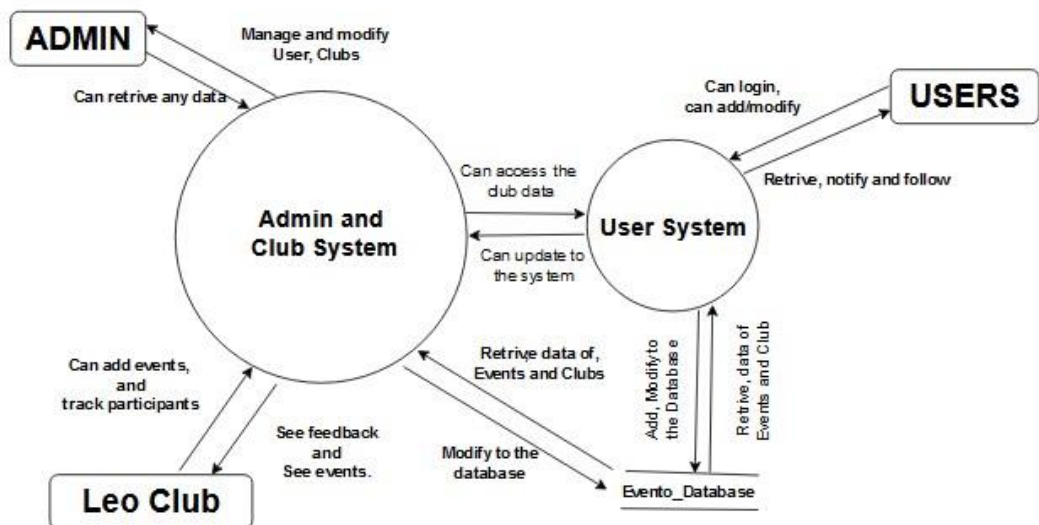 ADMIN
Manage and modify
User, Clubs
Can retrive any data
Can login,
can add/modify
USERS
Retrive, notify and follow
Can access the
club data
Admin and
Club System
User System
Can update to
the system
Can add events,
and
track participants
Retrive data of,
Events and Clubs
Add, Modify to
the Database
Retrive, data of
Events and Club
See feedback
and
See events.
Modify to the
database
Leo Club
Evento_Database